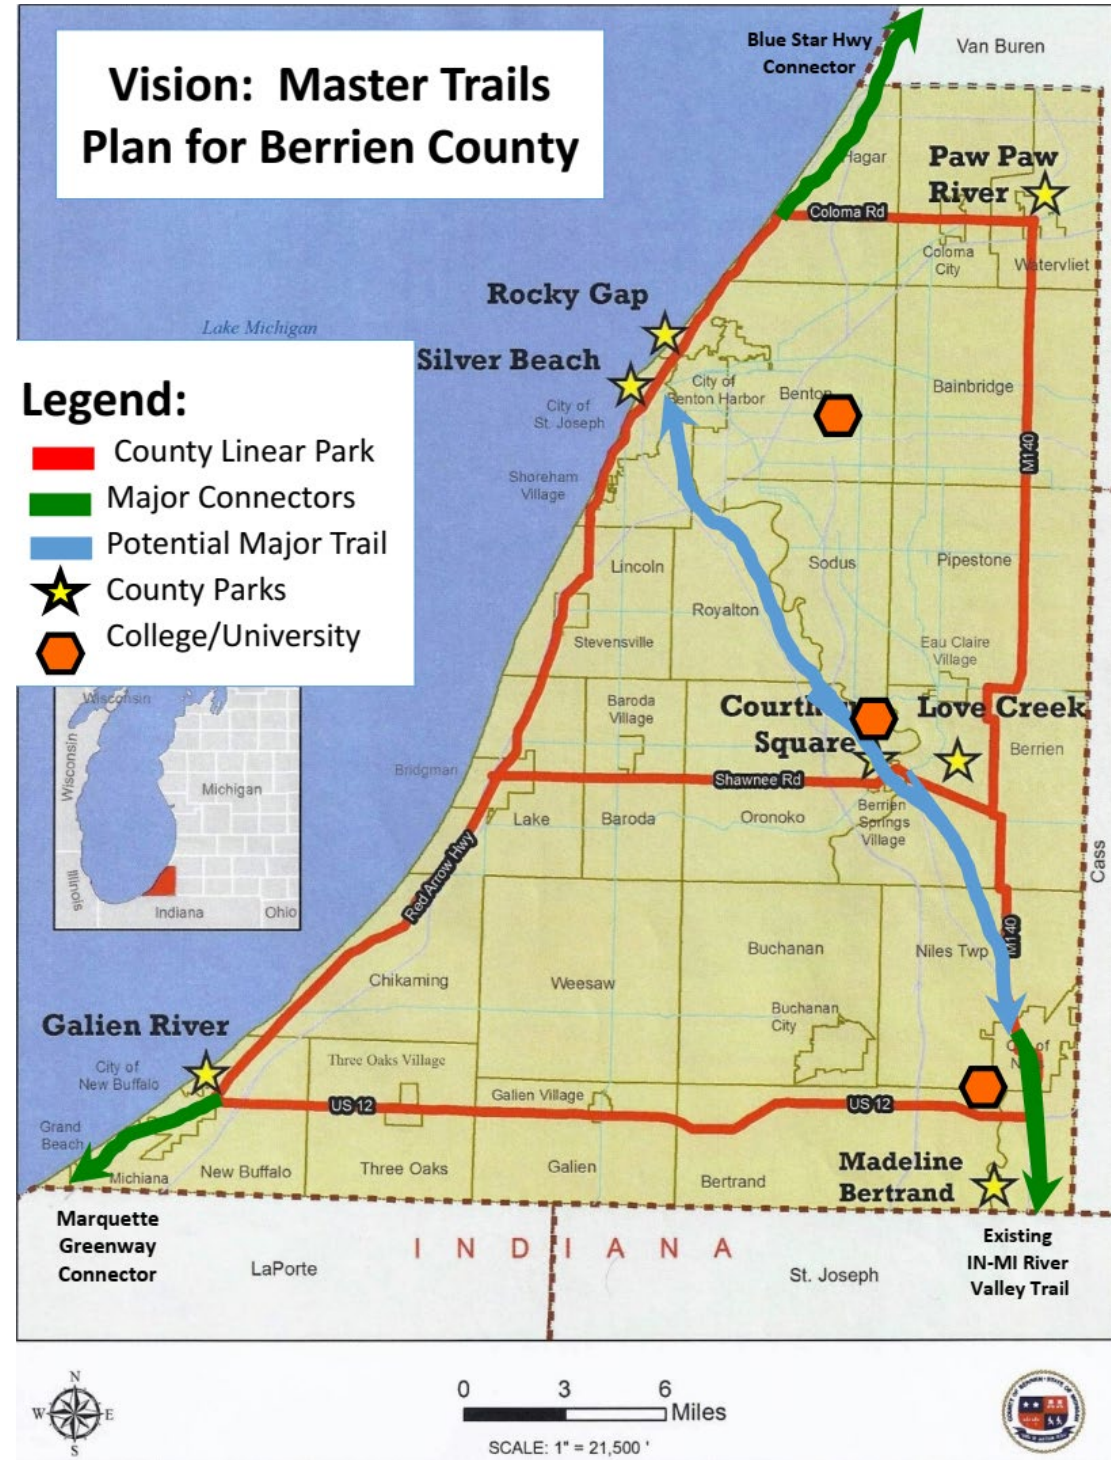 Vision: Master Trails
Plan for Berrien County
Blue Star Hwy
Connector
Van Buren
Hagar
Paw Paw
River
Coloma Rd
Coloma
City
Watervliet
Rocky Gap
Lake Michigan
Silver Beach
City of
St. Joseph
City of
Benton Harbor
Benton
Bainbridge
M140
Shoreham
Village
Legend:
County Linear Park
Major Connectors
Potential Major Trail
County Parks
College/University
Lincoln
Royalton
Sodus
Pipestone
Stevensville
Eau Claire
Village
Baroda
Village
Square
Love Creek
Berrien
Bridgman
Shawnee Rd
Lake
Baroda
Oronoko
Berrien
Springs
Village
Cass
Wisconsin
Wisconsin
Michigan
Illinois
Indiana
Ohio
Red Arrow Hwy
Chikaming
Weesaw
Buchanan
Niles Twp
M140
Buchanan
City
Galien River
City of
New Buffalo
Three Oaks Village
Galien Village
US 12
US 12
of
Grand
Beach
Michiana
New Buffalo
Three Oaks
Galien
Bertrand
Madeline
Bertrand
Marquette
Greenway
Connector
INDIANA
LaPorte
St. Joseph
Existing
IN-MI River
Valley Trail
N
W E
S
0 3 6
Miles
SCALE: 1" = 21,500 '